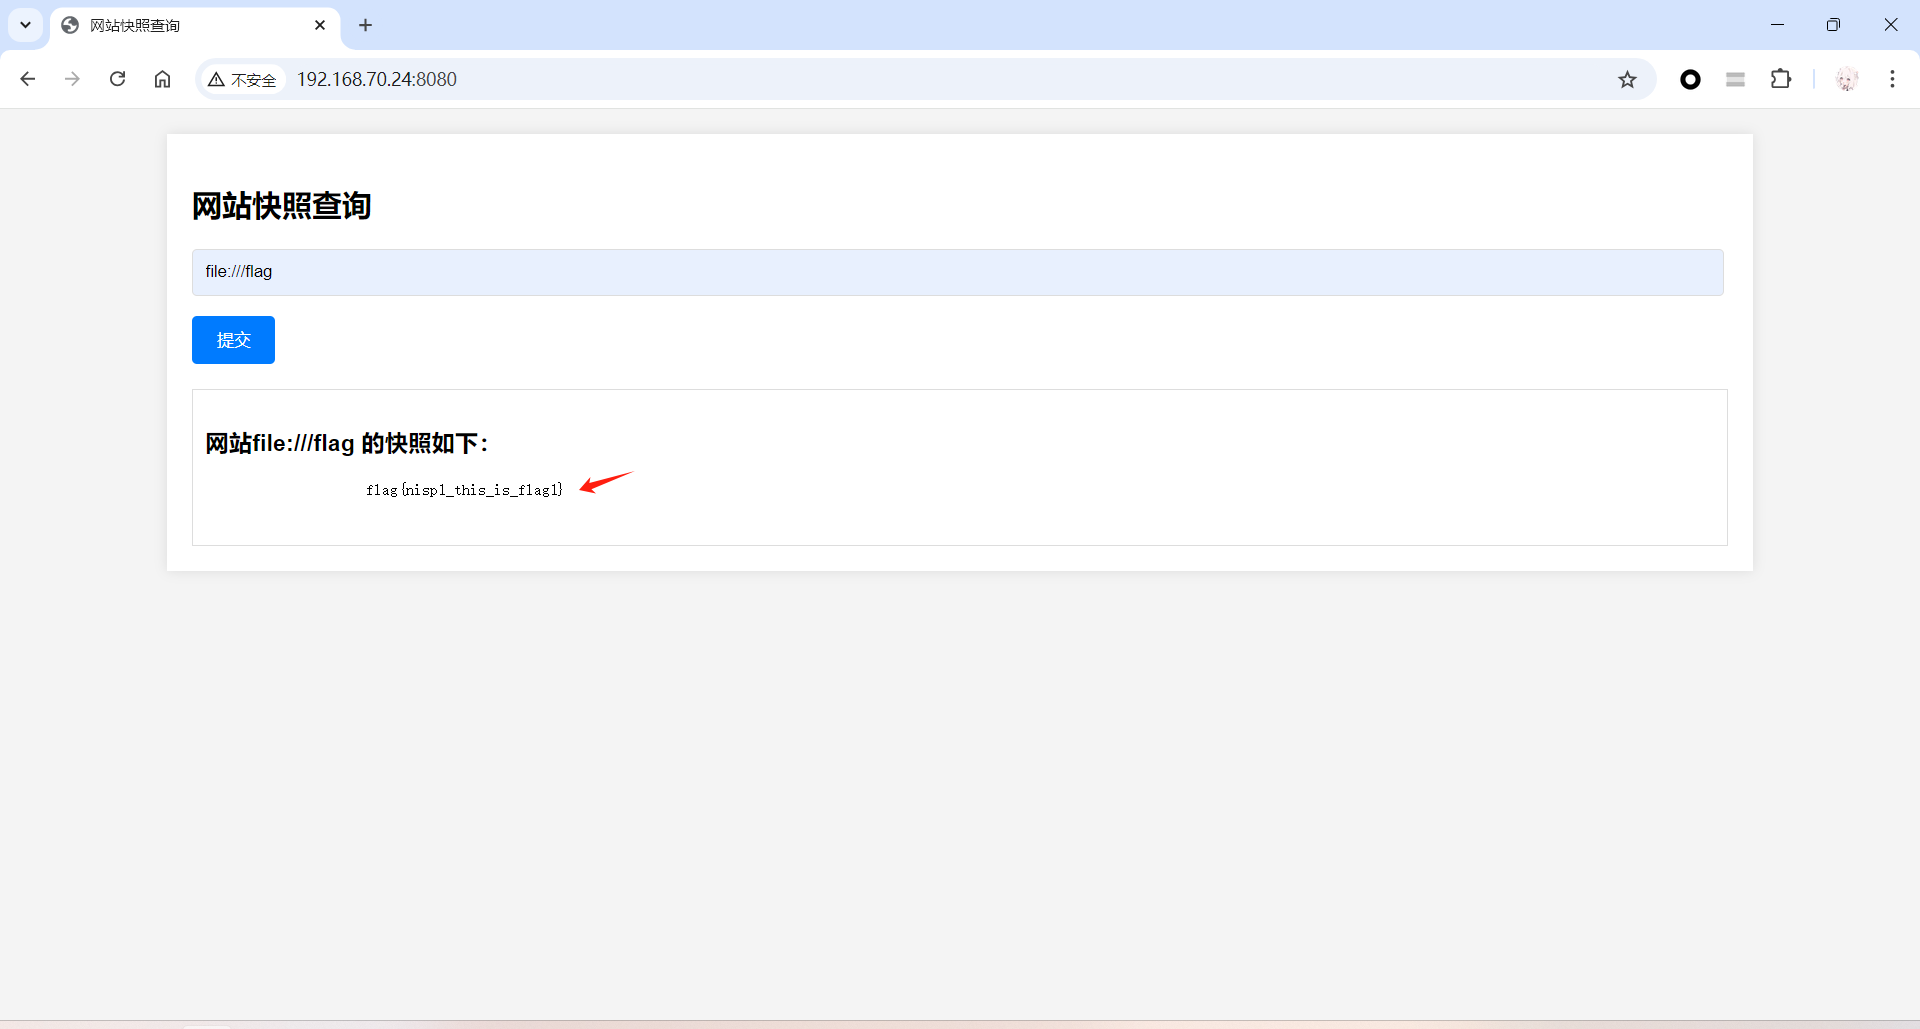 网站快照查询
不安全 192.168.70.24:8080
网站快照查询
file:///flag
提交
网站file:///flag 的快照如下：
flag{nisp1_this_is_flag1}